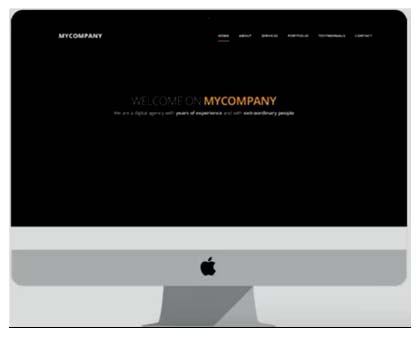 MYCOMPANY
HOME ABOUT SERVICES PORTFOLIO TESTIMONIALS CONTACT
WELCOME ON MYCOMPANY
We are a digital agency with years of experience and with extraordinary people